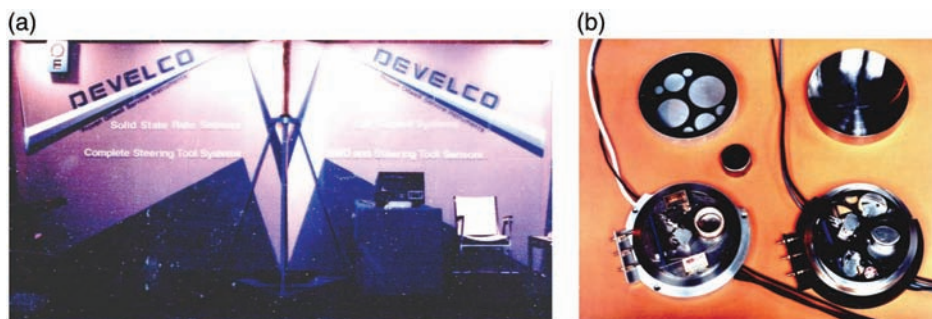 (a)
(b)
DEVELCO
DEVELCO
Solid State Rate Sensors
Complete Steering Tool Systems
MWD and Steering Tool Sensors